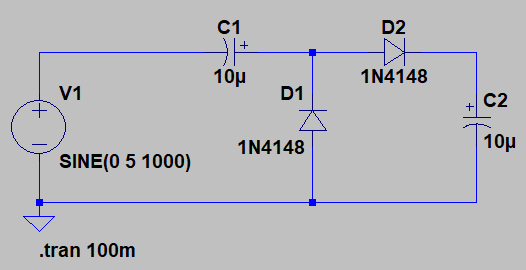 C1
10µ
D2
1N4148
V1
SINE(0 5 1000)
D1
1N4148
C2
10µ
.tran 100m